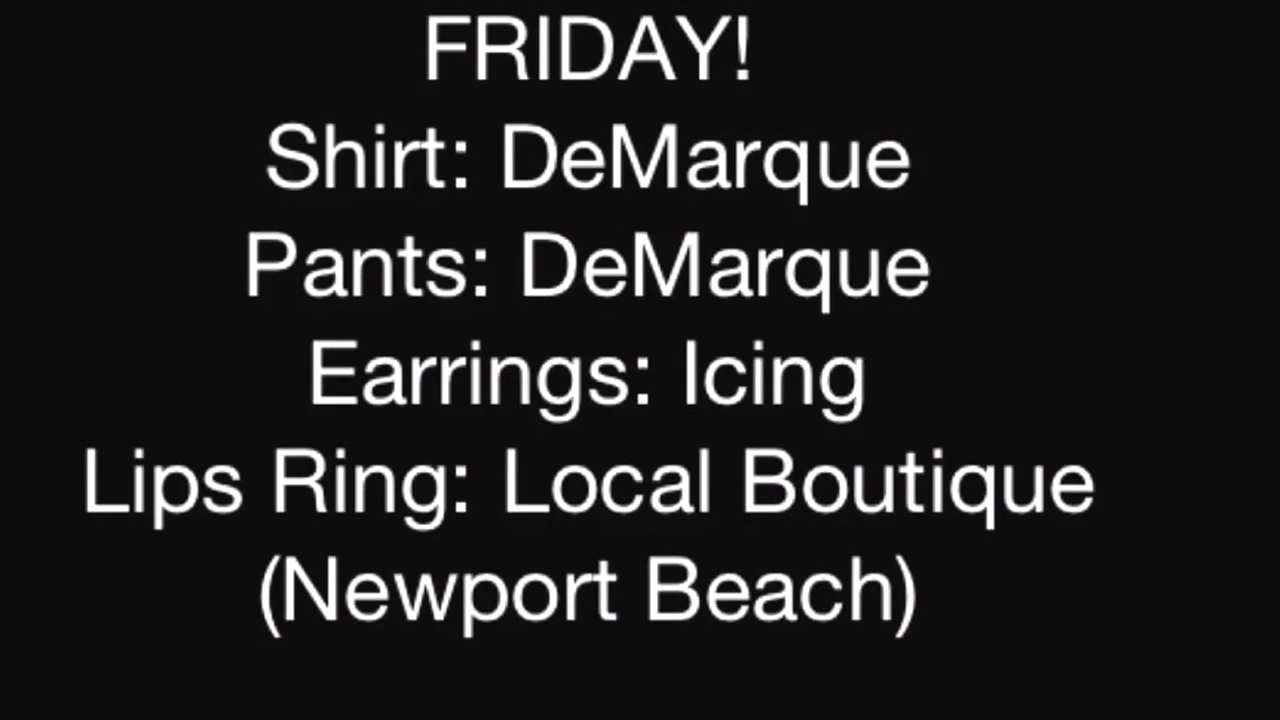 FRIDAY!
Shirt: DeMarque
Pants: DeMarque
Earrings: Icing
Lips Ring: Local Boutique
(Newport Beach)